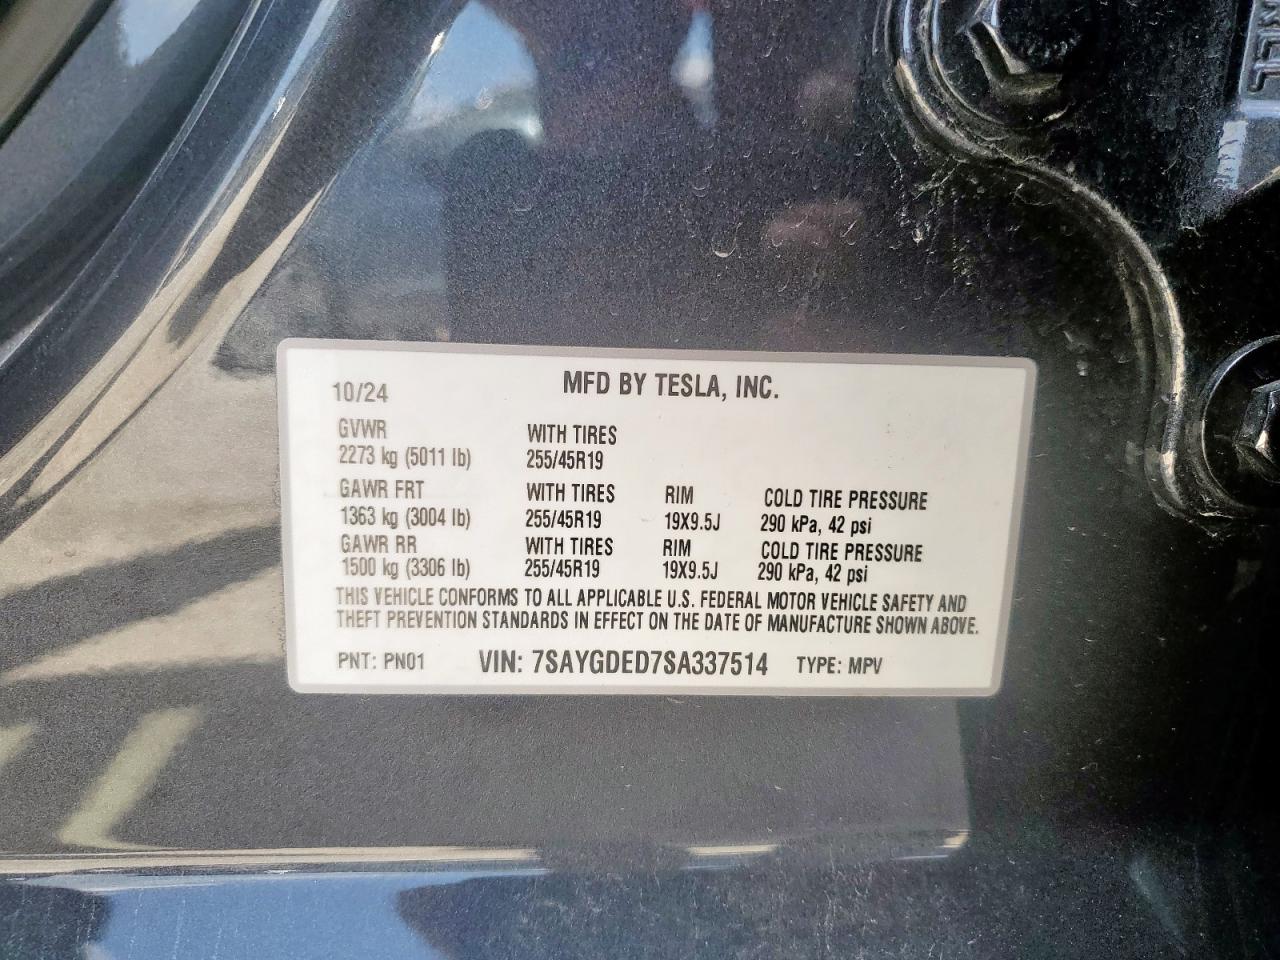 MFD BY TESLA, INC.
10/24
GVWR WITH TIRES
2273 kg (5011 lb) 255/45R19
GAWR FRT WITH TIRES RIM COLD TIRE PRESSURE
1363 kg (3004 lb) 255/45R19 19X9.5J 290 kPa, 42 psi
GAWR RR WITH TIRES RIM COLD TIRE PRESSURE
1500 kg (3306 lb) 255/45R19 19X9.5J 290 kPa, 42 psi
THIS VEHICLE CONFORMS TO ALL APPLICABLE U.S. FEDERAL MOTOR VEHICLE SAFETY AND
THEFT PREVENTION STANDARDS IN EFFECT ON THE DATE OF MANUFACTURE SHOWN ABOVE.
PNT: PN01 VIN: 7SAYGDED7SA337514 TYPE: MPV